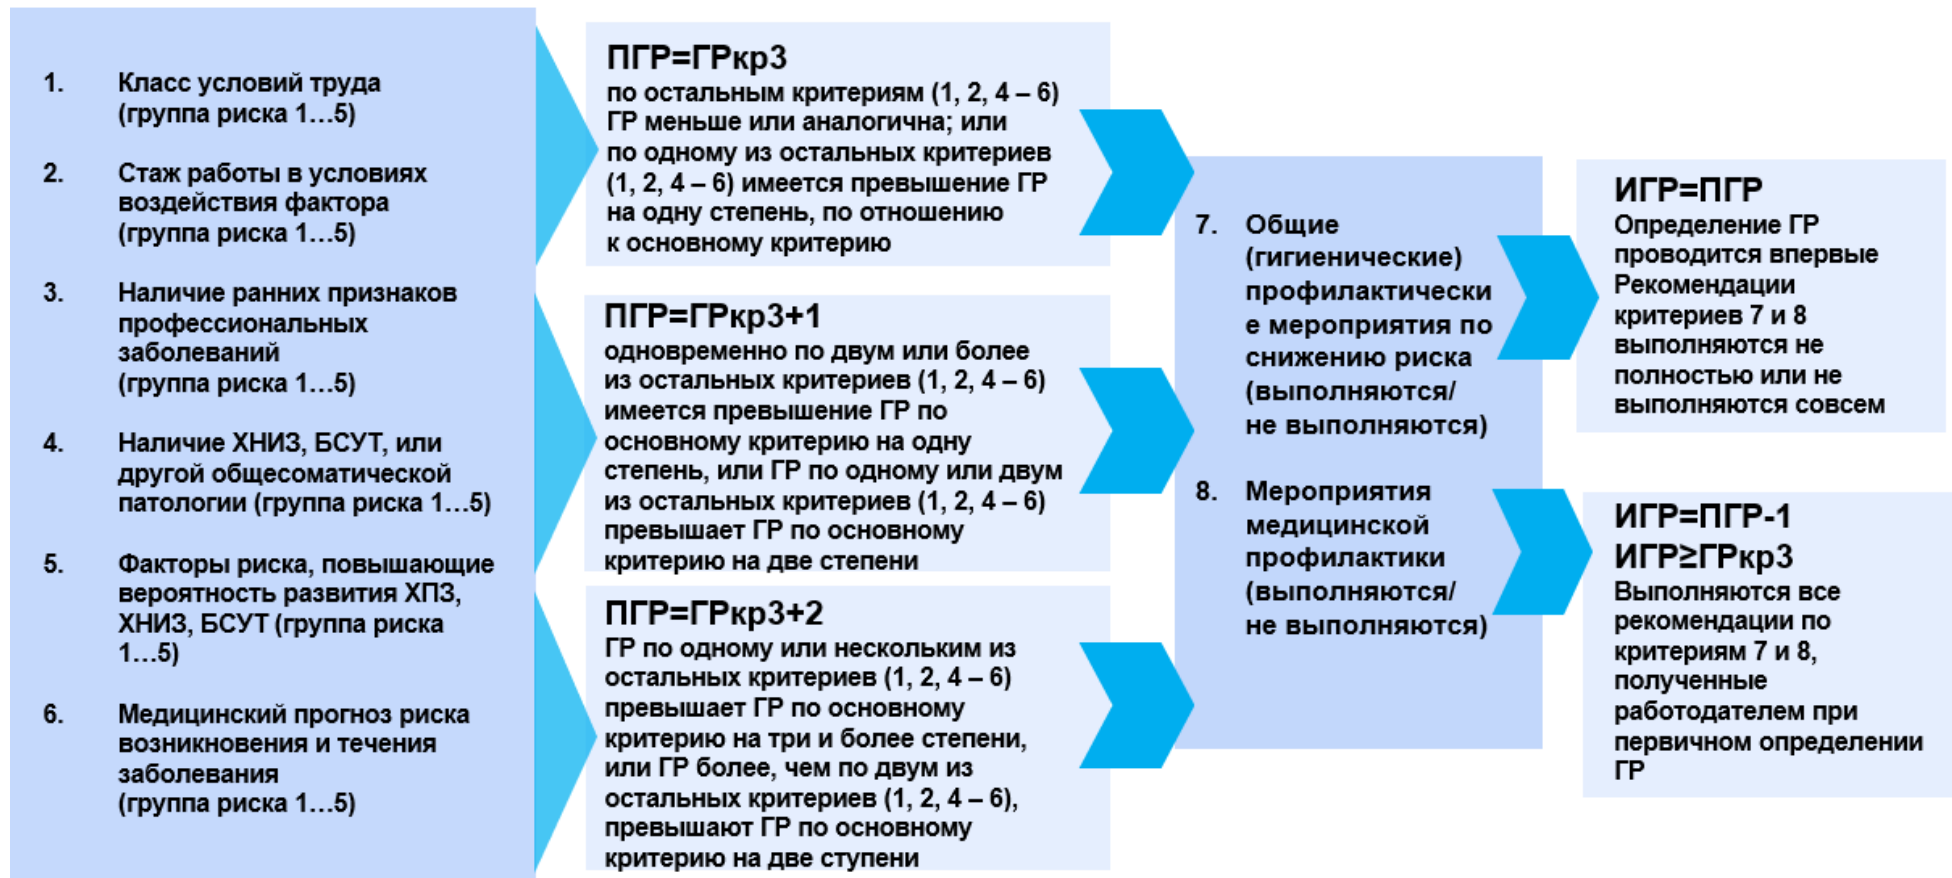 1. Класс условий труда
(группа риска 1…5)
2. Стаж работы в условиях
воздействия фактора
(группа риска 1…5)
3. Наличие ранних признаков
профессиональных
заболеваний
(группа риска 1…5)
4. Наличие ХНИЗ, БСУТ, или
другой общесоматической
патологии (группа риска 1…5)
5. Факторы риска, повышающие
вероятность развития ХПЗ,
ХНИЗ, БСУТ (группа риска
1…5)
6. Медицинский прогноз риска
возникновения и течения
заболевания
(группа риска 1…5)
ПГР=ГРкр3
по остальным критериям (1, 2, 4 – 6)
ГР меньше или аналогична; или
по одному из остальных критериев
(1, 2, 4 – 6) имеется превышение ГР
на одну степень, по отношению
к основному критерию
ПГР=ГРкр3+1
одновременно по двум или более
из остальных критериев (1, 2, 4 – 6)
имеется превышение ГР по
основному критерию на одну
степень, или ГР по одному или двум
из остальных критериев (1, 2, 4 – 6)
превышает ГР по основному
критерию на две степени
ПГР=ГРкр3+2
ГР по одному или нескольким из
остальных критериев (1, 2, 4 – 6)
превышает ГР по основному
критерию на три и более степени,
или ГР более, чем по двум из
остальных критериев (1, 2, 4 – 6),
превышают ГР по основному
критерию на две ступени
7. Общие
(гигиенические)
профилактически
е мероприятия по
снижению риска
(выполняются/
не выполняются)
8. Мероприятия
медицинской
профилактики
(выполняются/
не выполняются)
ИГР=ПГР
Определение ГР
проводится впервые
Рекомендации
критериев 7 и 8
выполняются не
полностью или не
выполняются совсем
ИГР=ПГР-1
ИГР≥ГРкр3
Выполняются все
рекомендации по
критериям 7 и 8,
полученные
работодателем при
первичном определении
ГР